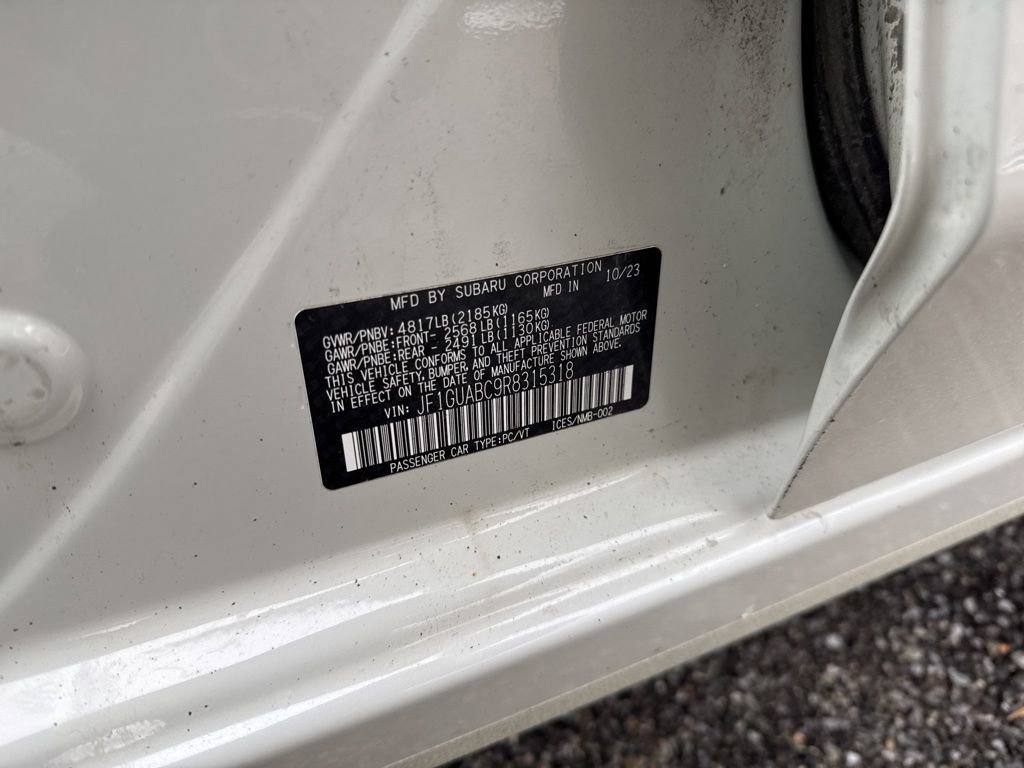 MFD BY SUBARU CORPORATION
MFD IN 10/23
GVWR/PNBV: 4817LB(2185KG)
GAWR/PNBE:FRONT- 2568LB(1165KG)
GAWR/PNBE:REAR - 2491LB(1130KG)
THIS VEHICLE CONFORMS TO ALL APPLICABLE FEDERAL MOTOR
VEHICLE SAFETY,BUMPER,AND THEFT PREVENTION STANDARDS
IN EFFECT ON THE DATE OF MANUFACTURE SHOWN ABOVE.
VIN: JF1GUABC9R8315318
PASSENGER CAR TYPE:PC/VT ICES/NMB-002